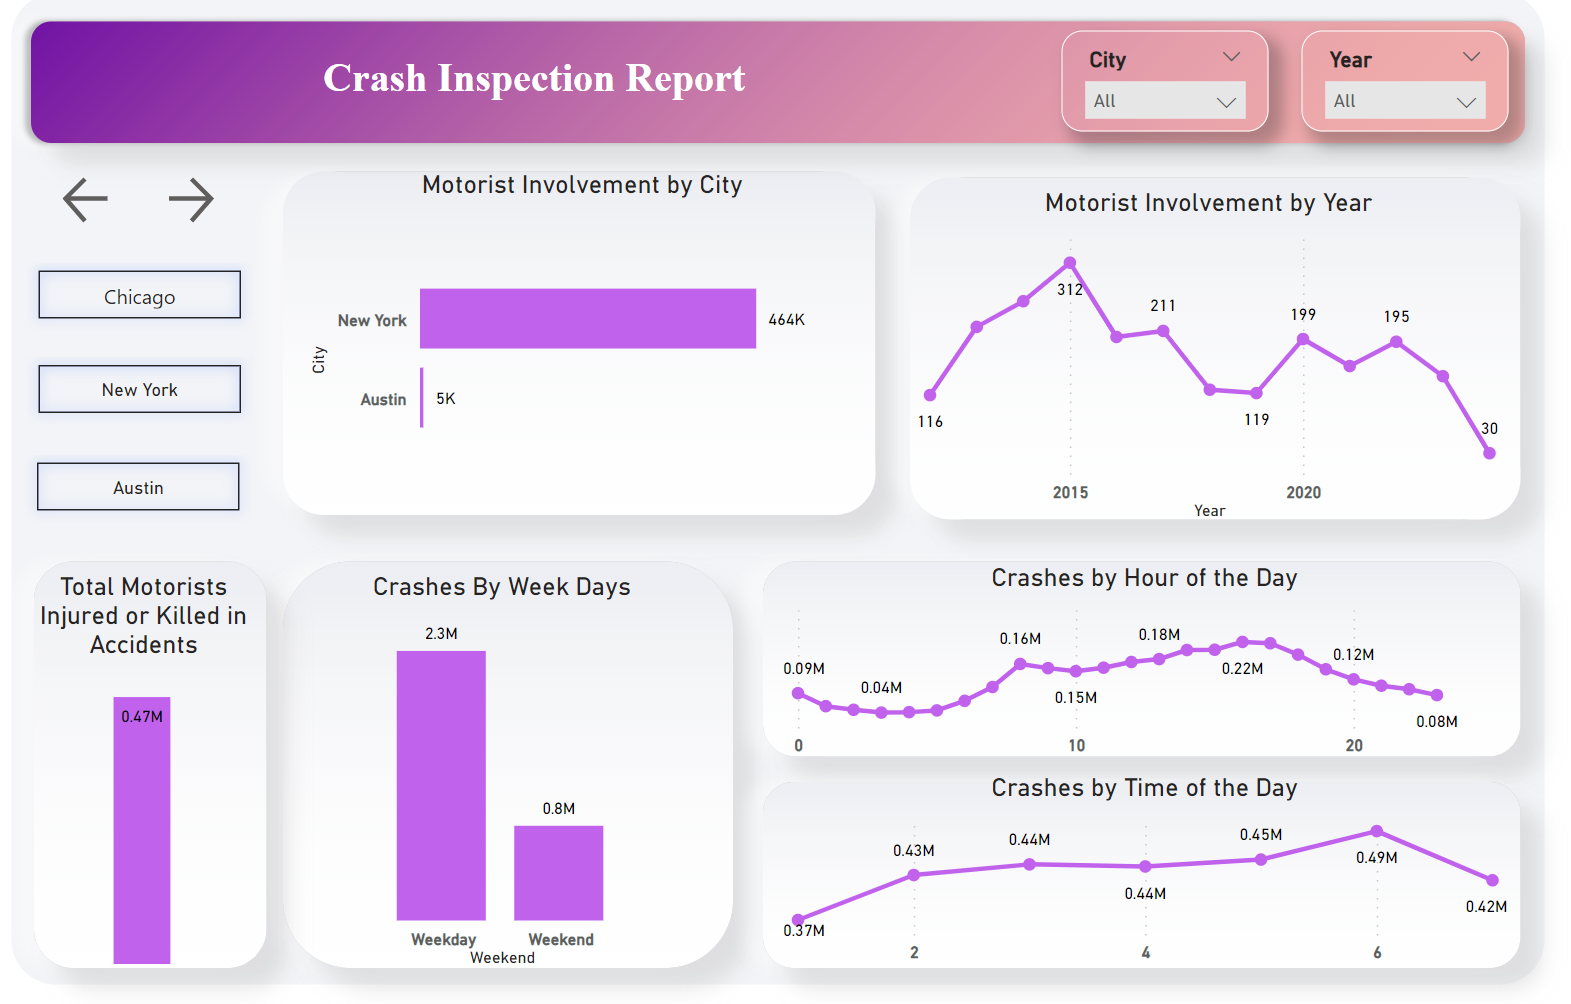 Crash Inspection Report
City
All
Year
All
Chicago
New York
Austin
Motorist Involvement by City
City
New York
464K
Austin
5K
Motorist Involvement by Year
116
312
211
119
199
195
30
2015
2020
Year
Total Motorists
Injured or Killed in
Accidents
0.47M
Crashes By Week Days
2.3M
0.8M
Weekday
Weekend
Weekend
Crashes by Hour of the Day
0.09M
0.04M
0.16M
0.15M
0.18M
0.22M
0.12M
0.08M
0
10
20
Crashes by Time of the Day
0.37M
0.43M
0.44M
0.44M
0.45M
0.49M
0.42M
2
4
6